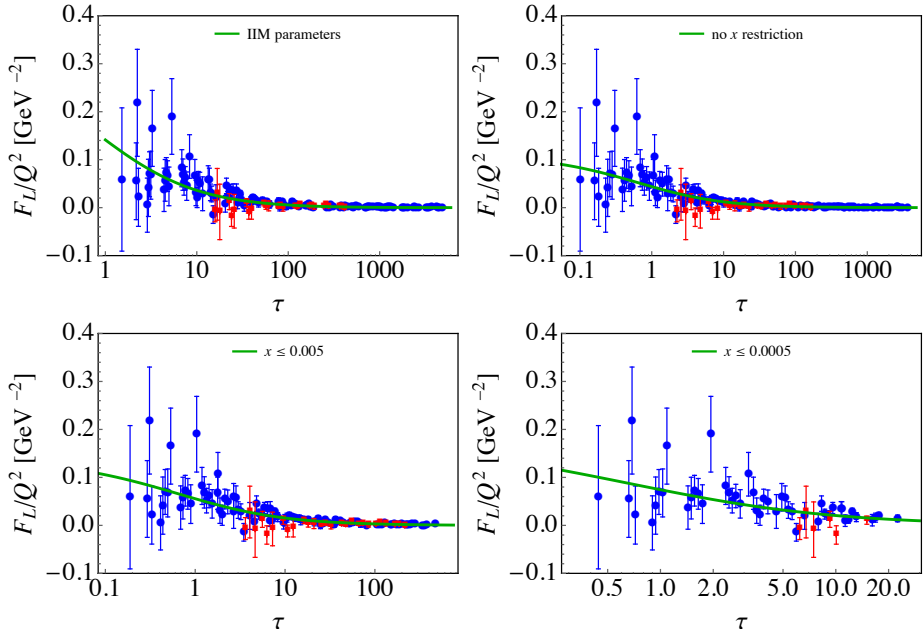 IIM parameters
F_L/Q^2 [GeV^-2]
0.4
0.3
0.2
0.1
0.0
−0.1
1 10 100 1000
τ
no x restriction
F_L/Q^2 [GeV^-2]
0.4
0.3
0.2
0.1
0.0
−0.1
0.1 1 10 100 1000
τ
x ≤ 0.005
F_L/Q^2 [GeV^-2]
0.4
0.3
0.2
0.1
0.0
−0.1
0.1 1 10 100
τ
x ≤ 0.0005
F_L/Q^2 [GeV^-2]
0.4
0.3
0.2
0.1
0.0
−0.1
0.5 1.0 2.0 5.0 10.0 20.0
τ